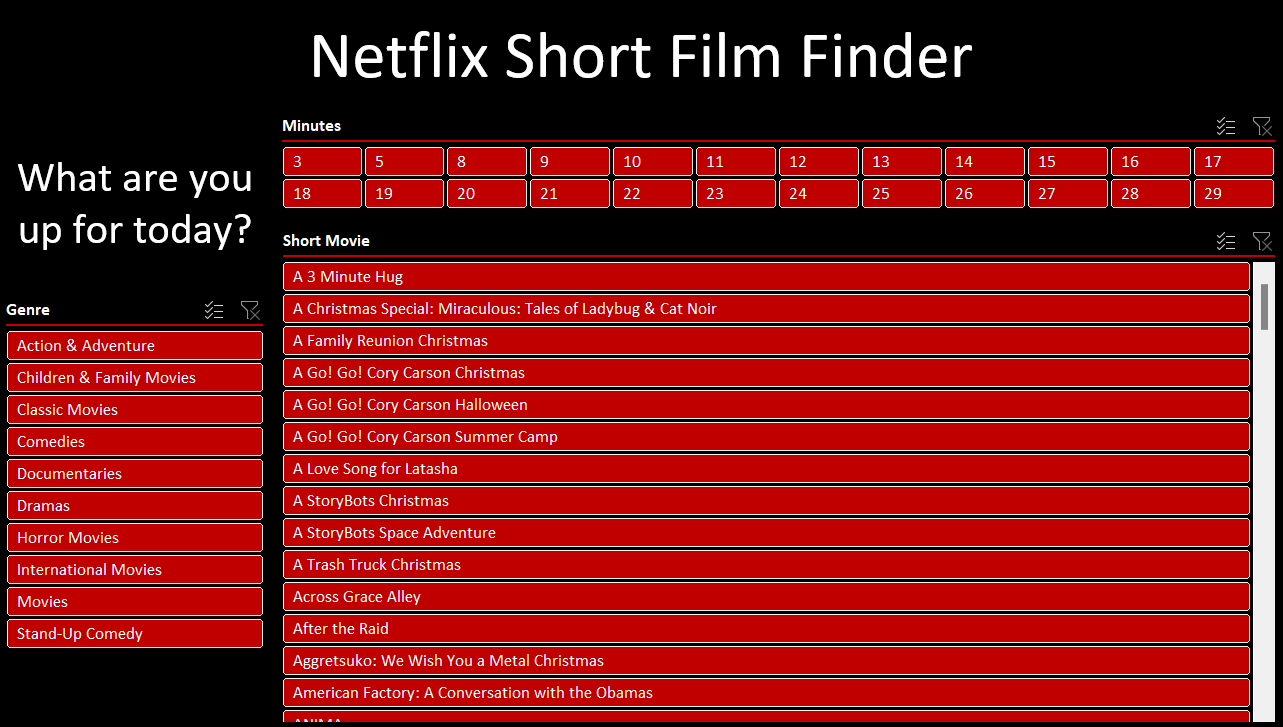 Netflix Short Film Finder
What are you
up for today?
Minutes
3 5 8 9 10 11 12 13 14 15 16 17
18 19 20 21 22 23 24 25 26 27 28 29
Genre
Action & Adventure
Children & Family Movies
Classic Movies
Comedies
Documentaries
Dramas
Horror Movies
International Movies
Movies
Stand-Up Comedy
Short Movie
A 3 Minute Hug
A Christmas Special: Miraculous: Tales of Ladybug & Cat Noir
A Family Reunion Christmas
A Go! Go! Cory Carson Christmas
A Go! Go! Cory Carson Halloween
A Go! Go! Cory Carson Summer Camp
A Love Song for Latasha
A StoryBots Christmas
A StoryBots Space Adventure
A Trash Truck Christmas
Across Grace Alley
After the Raid
Aggretsuko: We Wish You a Metal Christmas
American Factory: A Conversation with the Obamas
ANIMA